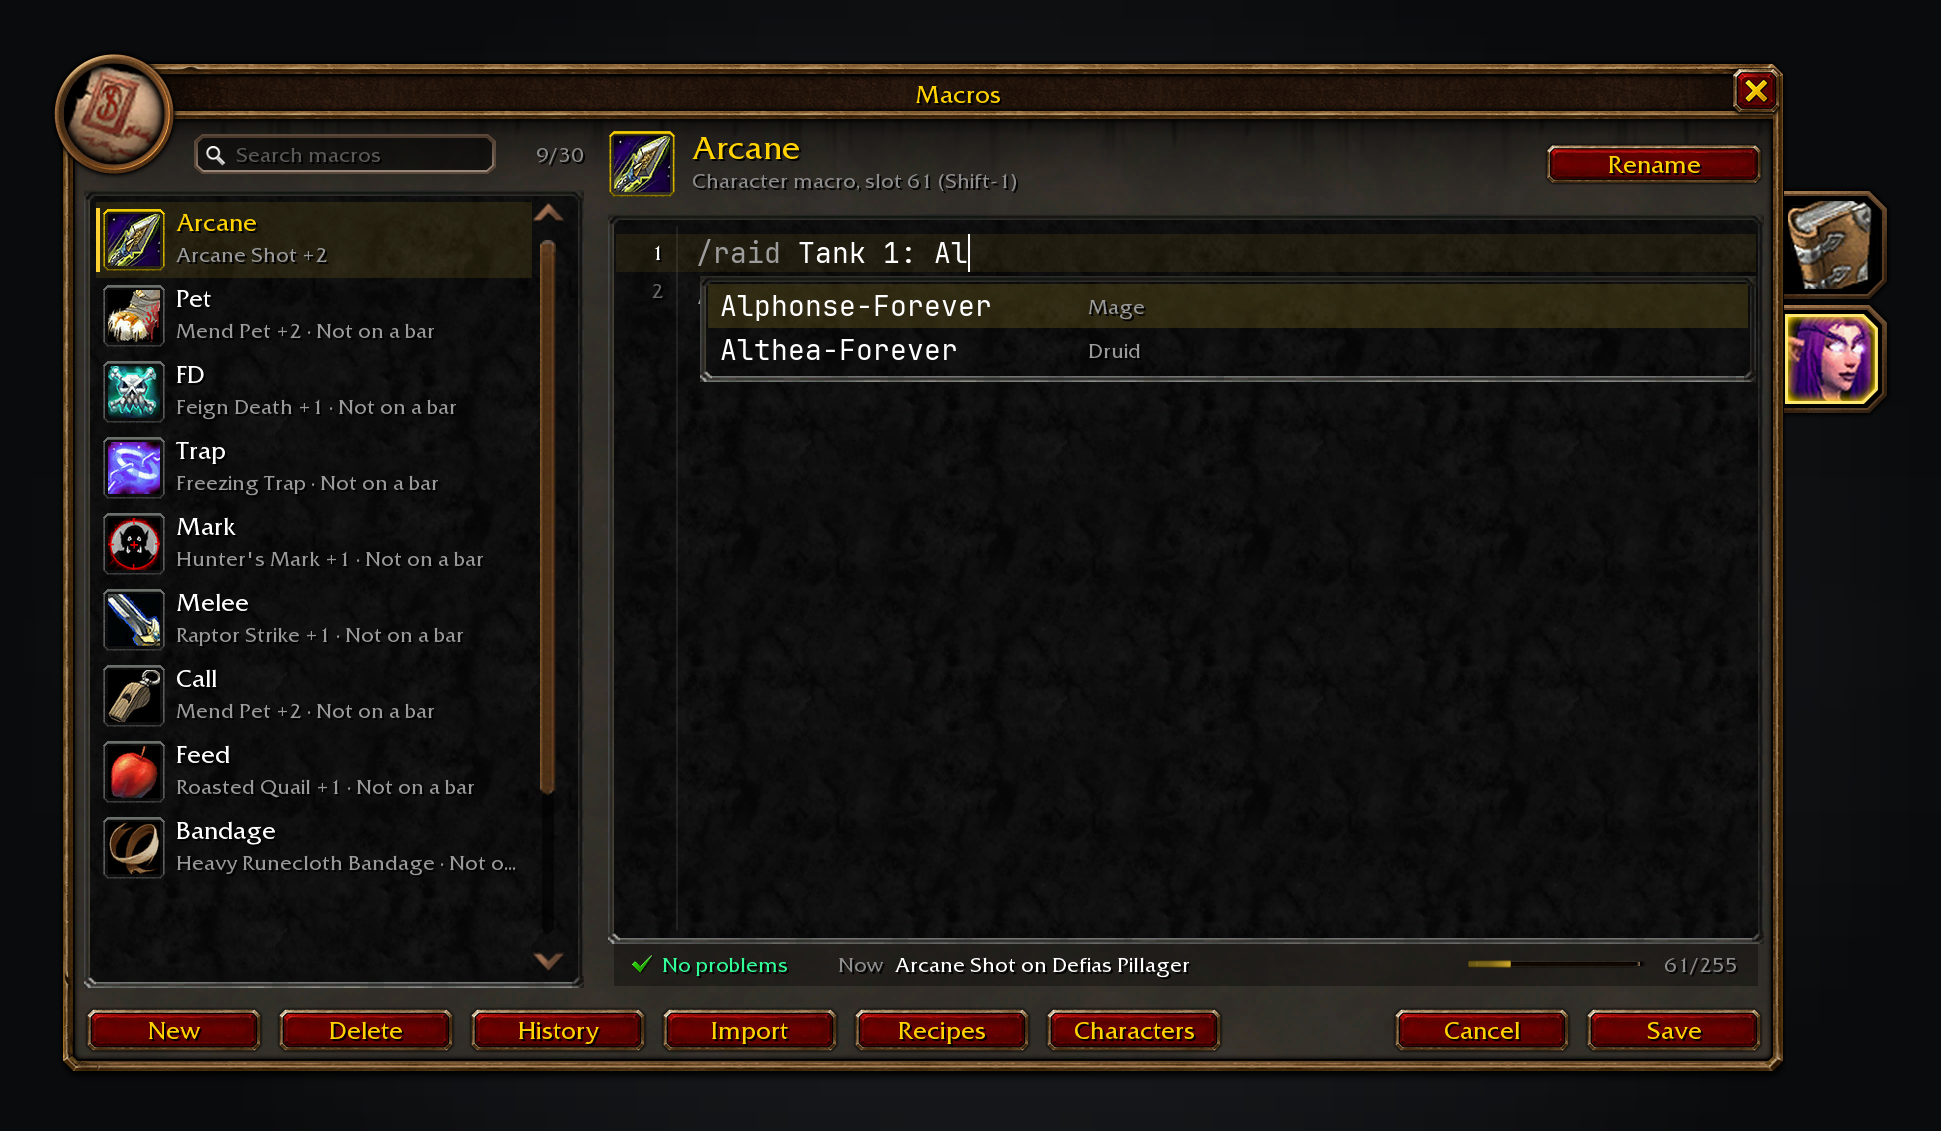 Macros
Search macros
9/30
Arcane
Character macro, slot 61 (Shift-1)
Rename
Arcane
Arcane Shot +2
Pet
Mend Pet +2 · Not on a bar
FD
Feign Death +1 · Not on a bar
Trap
Freezing Trap · Not on a bar
Mark
Hunter's Mark +1 · Not on a bar
Melee
Raptor Strike +1 · Not on a bar
Call
Mend Pet +2 · Not on a bar
Feed
Roasted Quail +1 · Not on a bar
Bandage
Heavy Runecloth Bandage · Not o...
1 /raid Tank 1: Al
2
Alphonse-Forever Mage
Althea-Forever Druid
No problems
Now Arcane Shot on Defias Pillager
61/255
New
Delete
History
Import
Recipes
Characters
Cancel
Save